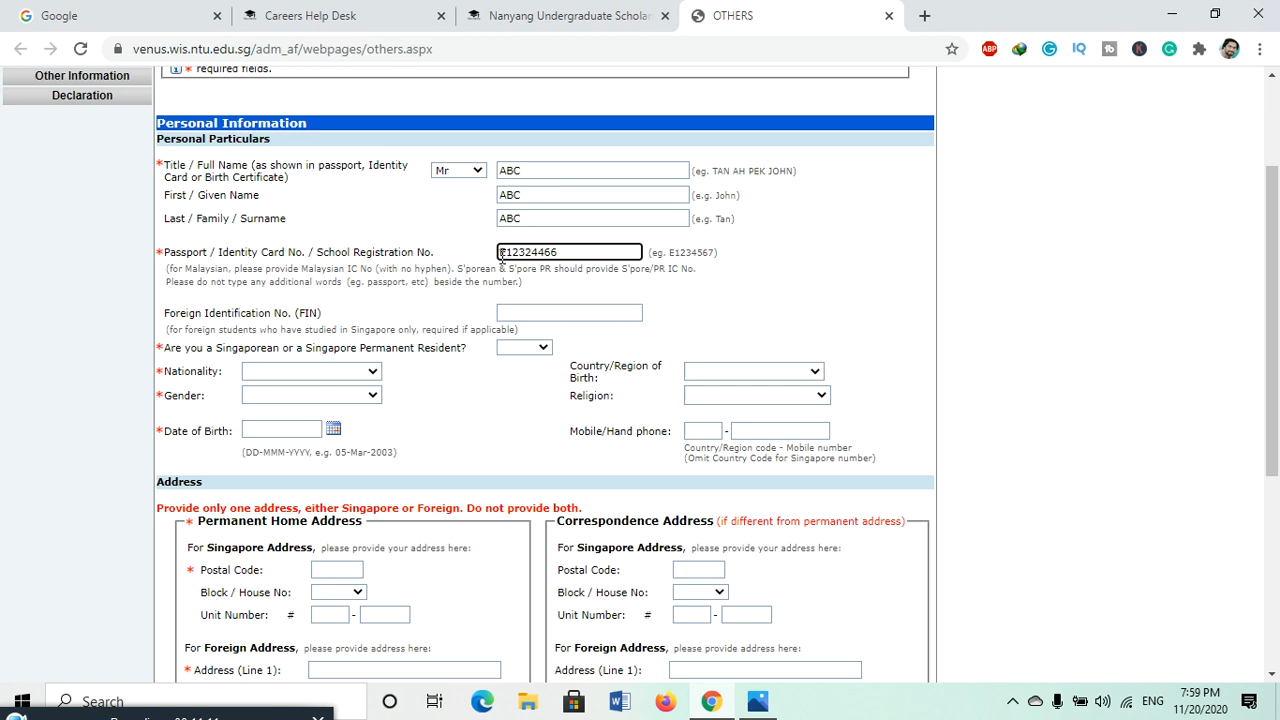 Google
Careers Help Desk
Nanyang Undergraduate Scholar
OTHERS
venus.wis.ntu.edu.sg/adm_af/webpages/others.aspx
Other Information
Declaration
* required fields.
Personal Information
Personal Particulars
*Title / Full Name (as shown in passport, Identity
Card or Birth Certificate)
Mr
ABC
(eg. TAN AH PEK JOHN)
First / Given Name
ABC
(e.g. John)
Last / Family / Surname
ABC
(e.g. Tan)
*Passport / Identity Card No. / School Registration No.
E12324466
(eg. E1234567)
(for Malaysian, please provide Malaysian IC No (with no hyphen). S'porean & S'pore PR should provide S'pore/PR IC No.
Please do not type any additional words (eg. passport, etc) beside the number.)
Foreign Identification No. (FIN)
(for foreign students who have studied in Singapore only, required if applicable)
*Are you a Singaporean or a Singapore Permanent Resident?
*Nationality:
Country/Region of
Birth:
*Gender:
Religion:
*Date of Birth:
Mobile/Hand phone:
-
(DD-MMM-YYYY, e.g. 05-Mar-2003)
Country/Region code - Mobile number
(Omit Country Code for Singapore number)
Address
Provide only one address, either Singapore or Foreign. Do not provide both.
* Permanent Home Address
Correspondence Address (if different from permanent address)
For Singapore Address, please provide your address here:
For Singapore Address, please provide your address here:
* Postal Code:
Postal Code:
Block / House No:
Block / House No:
Unit Number: # -
Unit Number: # -
For Foreign Address, please provide address here:
For Foreign Address, please provide address here:
* Address (Line 1):
Address (Line 1):
Search
ENG
7:59 PM
11/20/2020